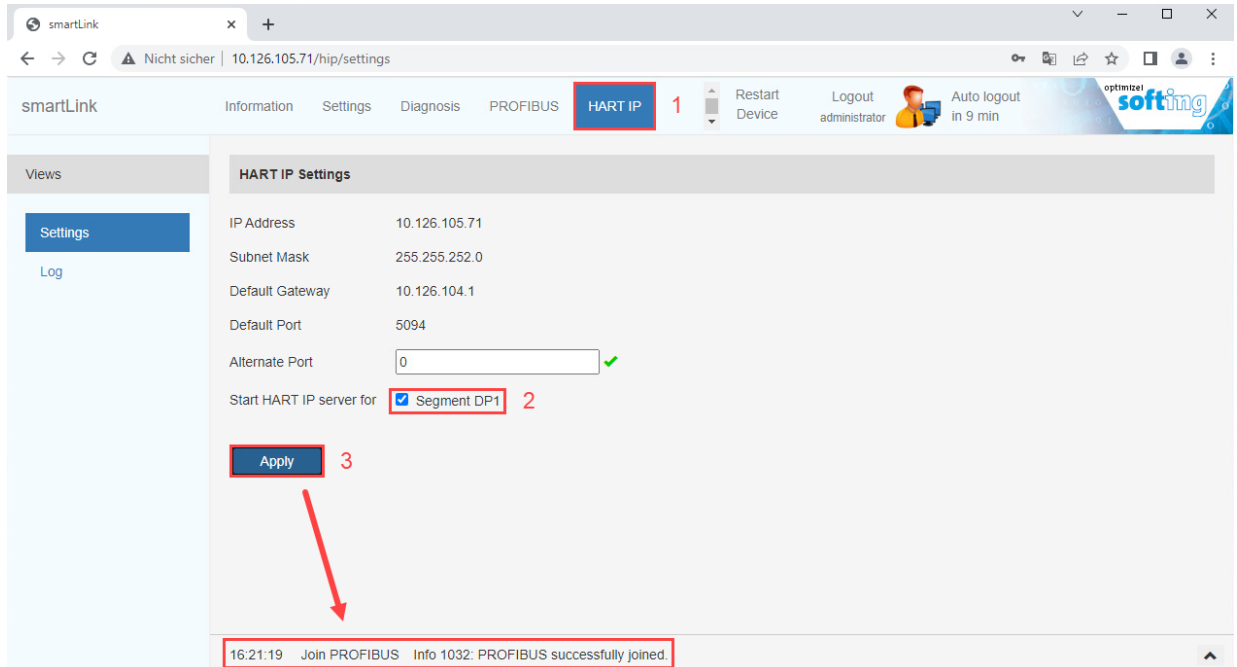 smartLink
Nicht sicher | 10.126.105.71/hip/settings
smartLink Information Settings Diagnosis PROFIBUS HART IP 1 Restart Device Logout administrator Auto logout in 9 min optimize! softing
Views
HART IP Settings
Settings
Log
IP Address 10.126.105.71
Subnet Mask 255.255.252.0
Default Gateway 10.126.104.1
Default Port 5094
Alternate Port 0
Start HART IP server for Segment DP1 2
Apply 3
16:21:19 Join PROFIBUS Info 1032: PROFIBUS successfully joined.